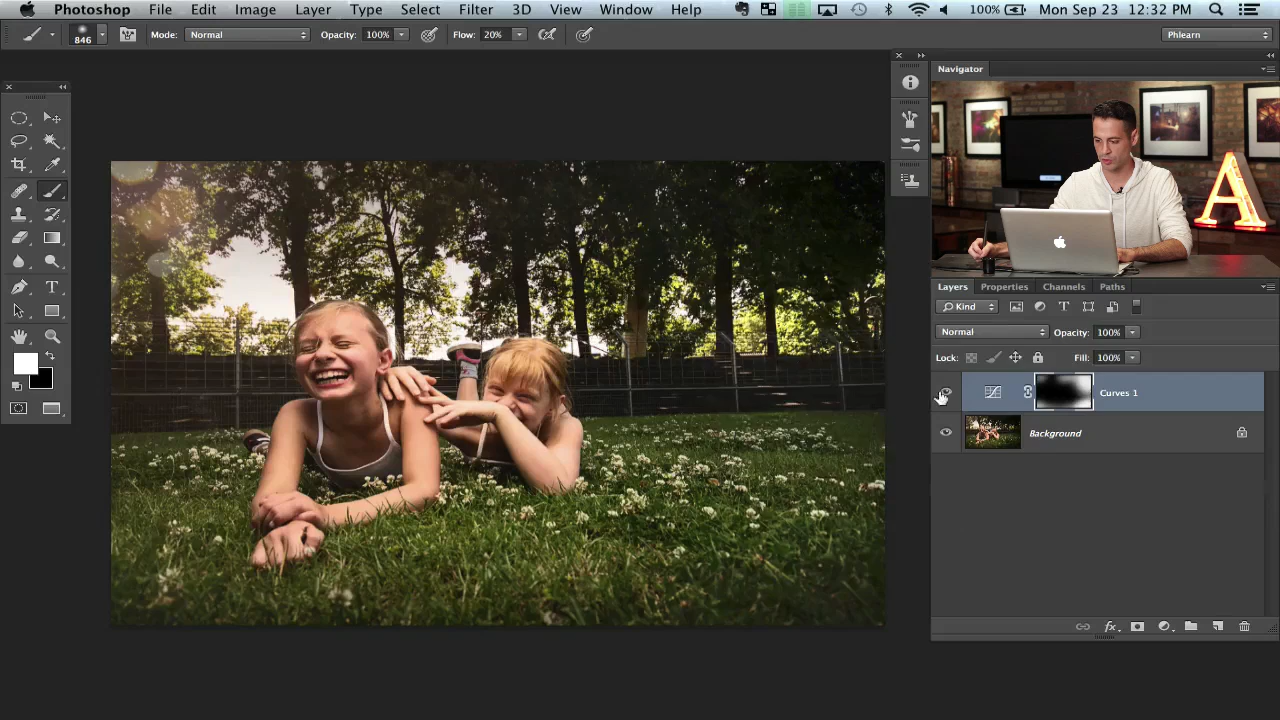 Photoshop File Edit Image Layer Type Select Filter 3D View Window Help 100% Mon Sep 23 12:32 PM
846 Mode: Normal Opacity: 100% Flow: 20% Phlearn
Navigator
A
Layers Properties Channels Paths
Kind
Normal Opacity: 100%
Lock: Fill: 100%
Curves 1
Background